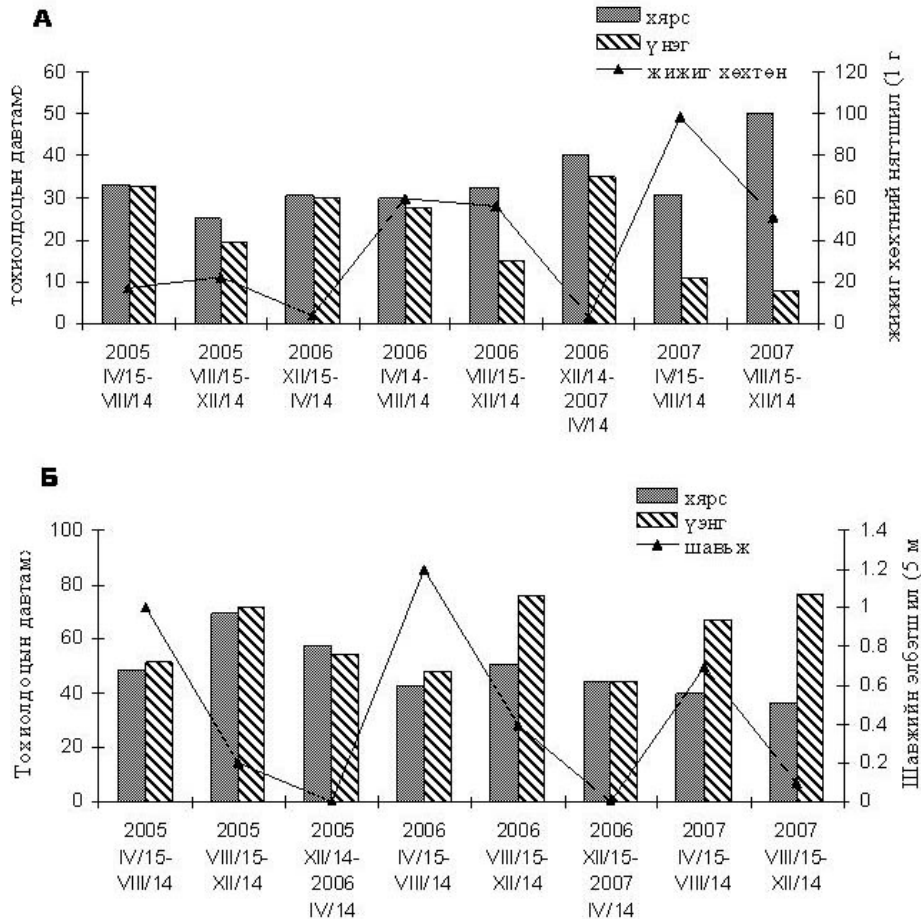 А
хярс
үнэг
жижиг хөхтөн
тохиолдоцын давтам
жижиг хөхтний нягтшил (1 г
60
50
40
30
20
10
0
120
100
80
60
40
20
0
2005 IV/15-VIII/14
2005 VIII/15-XII/14
2006 XII/15-IV/14
2006 IV/14-VIII/14
2006 VIII/15-XII/14
2006 XII/14-2007 IV/14
2007 IV/15-VIII/14
2007 VIII/15-XII/14
Б
хярс
үэнг
шавьж
Тохиолдоцын давтам
Шавжийн элбэгшил (5 м
100
80
60
40
20
0
1.4
1.2
1
0.8
0.6
0.4
0.2
0
2005 IV/15-VIII/14
2005 VIII/15-XII/14
2005 XII/14-2006 IV/14
2006 IV/15-VIII/14
2006 VIII/15-XII/14
2006 XII/15-2007 IV/14
2007 IV/15-VIII/14
2007 VIII/15-XII/14